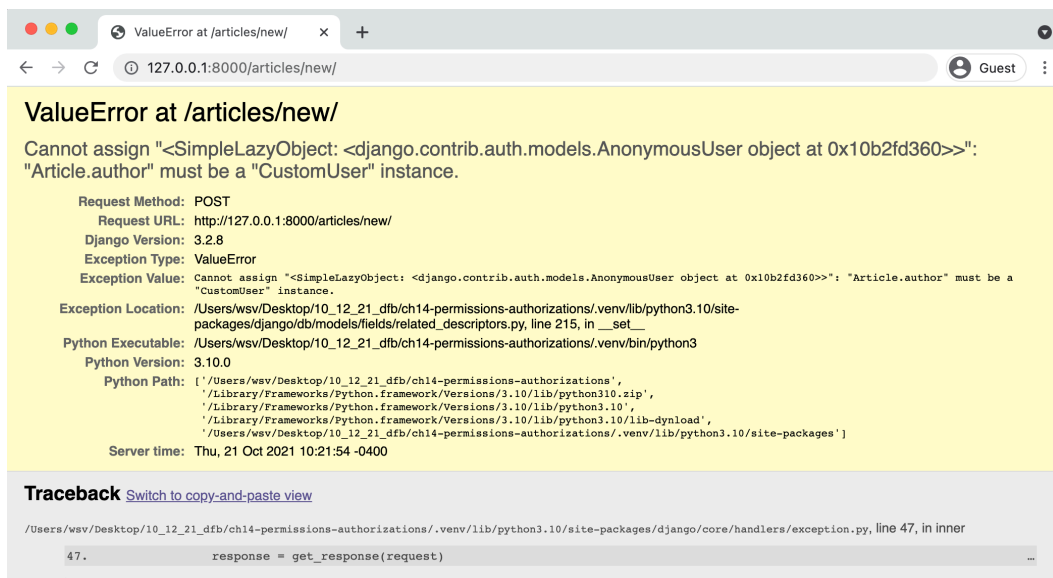 ValueError at /articles/new/
127.0.0.1:8000/articles/new/
Guest
ValueError at /articles/new/
Cannot assign "<SimpleLazyObject: <django.contrib.auth.models.AnonymousUser object at 0x10b2fd360>>":
"Article.author" must be a "CustomUser" instance.
Request Method: POST
Request URL: http://127.0.0.1:8000/articles/new/
Django Version: 3.2.8
Exception Type: ValueError
Exception Value: Cannot assign "<SimpleLazyObject: <django.contrib.auth.models.AnonymousUser object at 0x10b2fd360>>": "Article.author" must be a
"CustomUser" instance.
Exception Location: /Users/wsv/Desktop/10_12_21_dfb/ch14-permissions-authorizations/.venv/lib/python3.10/site-
packages/django/db/models/fields/related_descriptors.py, line 215, in __set__
Python Executable: /Users/wsv/Desktop/10_12_21_dfb/ch14-permissions-authorizations/.venv/bin/python3
Python Version: 3.10.0
Python Path: ['/Users/wsv/Desktop/10_12_21_dfb/ch14-permissions-authorizations',
'/Library/Frameworks/Python.framework/Versions/3.10/lib/python310.zip',
'/Library/Frameworks/Python.framework/Versions/3.10/lib/python3.10',
'/Library/Frameworks/Python.framework/Versions/3.10/lib/python3.10/lib-dynload',
'/Users/wsv/Desktop/10_12_21_dfb/ch14-permissions-authorizations/.venv/lib/python3.10/site-packages']
Server time: Thu, 21 Oct 2021 10:21:54 -0400
Traceback Switch to copy-and-paste view
/Users/wsv/Desktop/10_12_21_dfb/ch14-permissions-authorizations/.venv/lib/python3.10/site-packages/django/core/handlers/exception.py, line 47, in inner
47. response = get_response(request) …